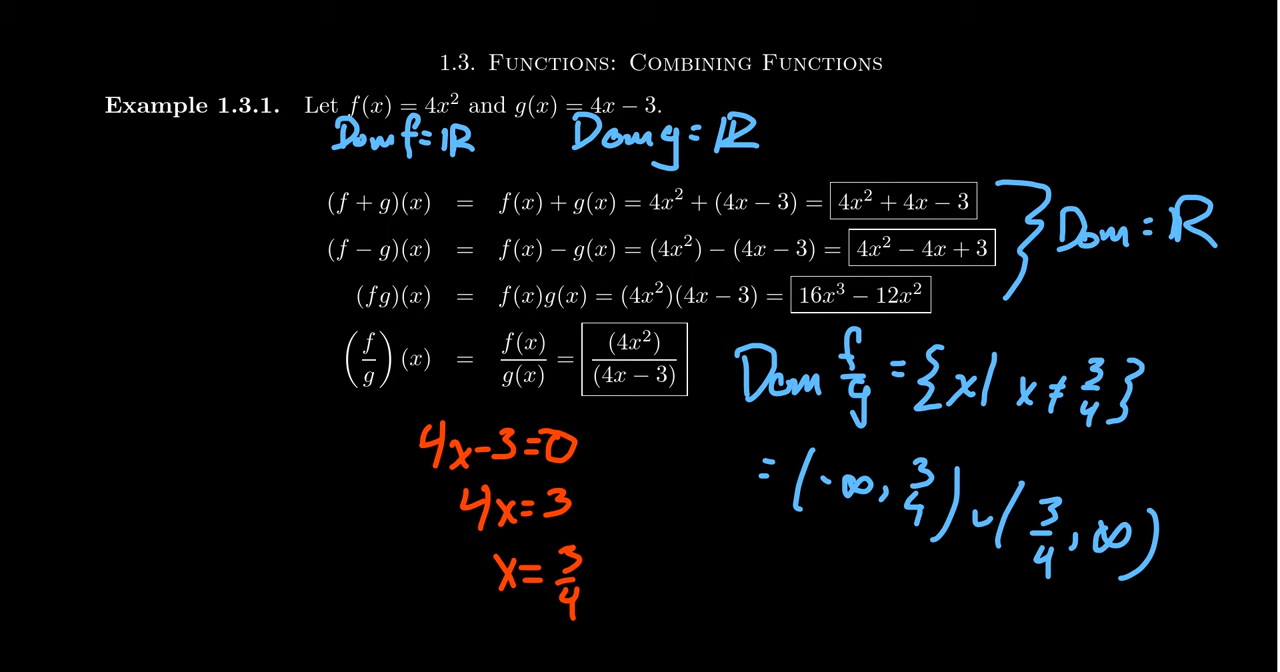 1.3. Functions: Combining Functions
Example 1.3.1. Let f(x) = 4x² and g(x) = 4x − 3.
Dom f = ℝ Dom g = ℝ
(f + g)(x) = f(x) + g(x) = 4x² + (4x − 3) = 4x² + 4x − 3
(f − g)(x) = f(x) − g(x) = (4x²) − (4x − 3) = 4x² − 4x + 3
} Dom = ℝ
(fg)(x) = f(x)g(x) = (4x²)(4x − 3) = 16x³ − 12x²
(f/g)(x) = f(x)/g(x) = (4x²)/(4x − 3)
Dom f/g = {x | x ≠ 3/4}
= (-∞, 3/4) ∪ (3/4, ∞)
4x - 3 = 0
4x = 3
x = 3/4